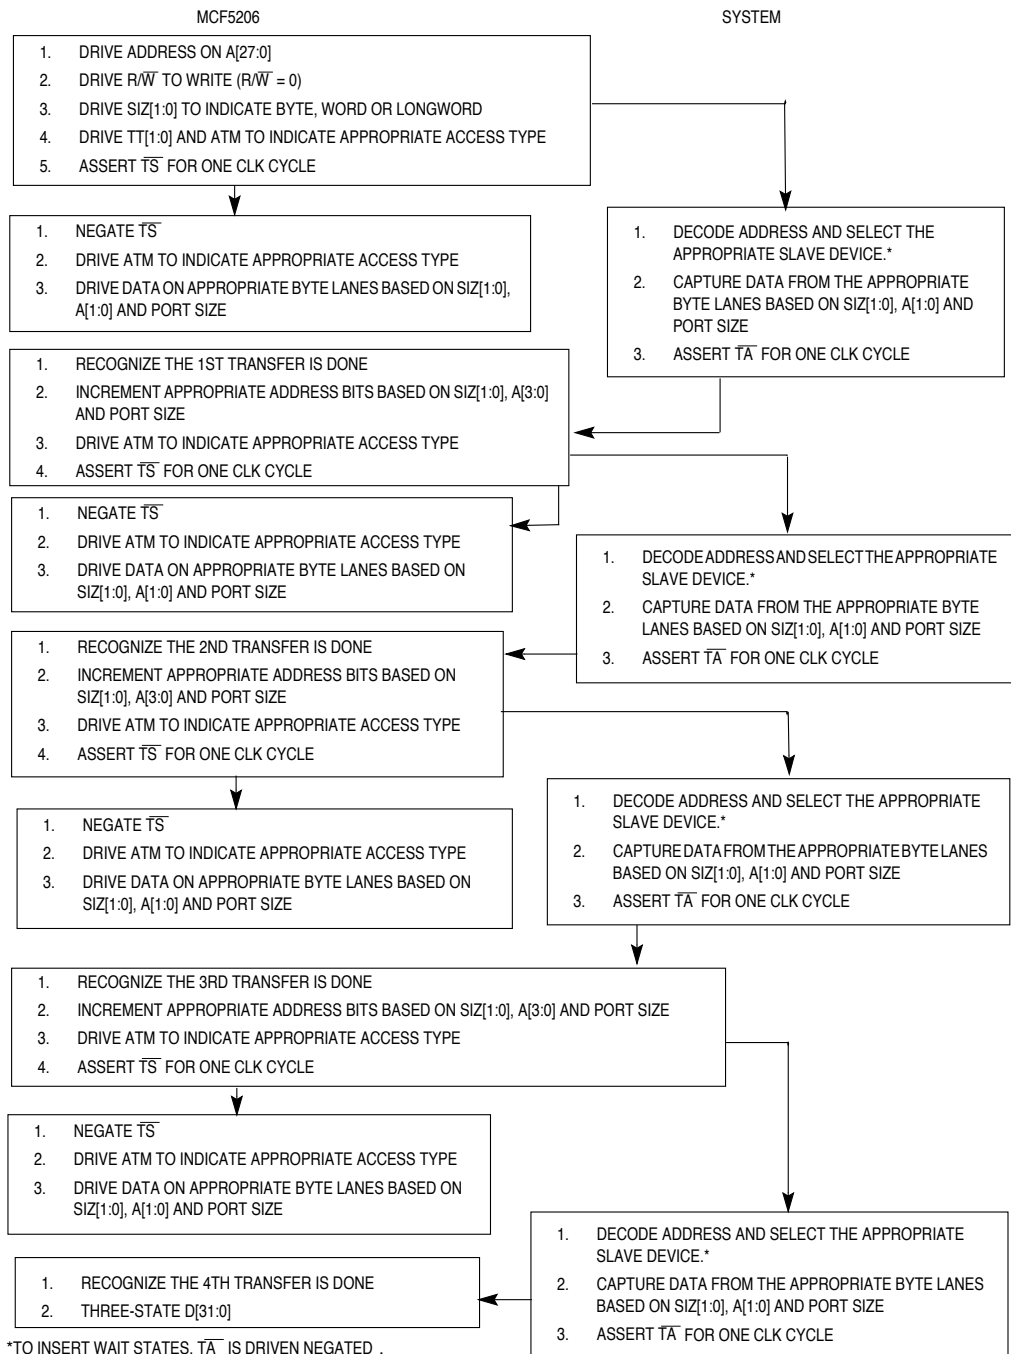 MCF5206
SYSTEM
1. DRIVE ADDRESS ON A[27:0]
2. DRIVE R/W̅ TO WRITE (R/W̅ = 0)
3. DRIVE SIZ[1:0] TO INDICATE BYTE, WORD OR LONGWORD
4. DRIVE TT[1:0] AND ATM TO INDICATE APPROPRIATE ACCESS TYPE
5. ASSERT T̅S̅ FOR ONE CLK CYCLE
1. NEGATE T̅S̅
2. DRIVE ATM TO INDICATE APPROPRIATE ACCESS TYPE
3. DRIVE DATA ON APPROPRIATE BYTE LANES BASED ON SIZ[1:0],
A[1:0] AND PORT SIZE
1. DECODE ADDRESS AND SELECT THE
APPROPRIATE SLAVE DEVICE.*
2. CAPTURE DATA FROM THE APPROPRIATE
BYTE LANES BASED ON SIZ[1:0], A[1:0] AND
PORT SIZE
3. ASSERT T̅A̅ FOR ONE CLK CYCLE
1. RECOGNIZE THE 1ST TRANSFER IS DONE
2. INCREMENT APPROPRIATE ADDRESS BITS BASED ON SIZ[1:0], A[3:0]
AND PORT SIZE
3. DRIVE ATM TO INDICATE APPROPRIATE ACCESS TYPE
4. ASSERT T̅S̅ FOR ONE CLK CYCLE
1. NEGATE T̅S̅
2. DRIVE ATM TO INDICATE APPROPRIATE ACCESS TYPE
3. DRIVE DATA ON APPROPRIATE BYTE LANES BASED ON
SIZ[1:0], A[1:0] AND PORT SIZE
1. DECODE ADDRESS AND SELECT THE APPROPRIATE
SLAVE DEVICE.*
2. CAPTURE DATA FROM THE APPROPRIATE BYTE
LANES BASED ON SIZ[1:0], A[1:0] AND PORT SIZE
3. ASSERT T̅A̅ FOR ONE CLK CYCLE
1. RECOGNIZE THE 2ND TRANSFER IS DONE
2. INCREMENT APPROPRIATE ADDRESS BITS BASED ON
SIZ[1:0], A[3:0] AND PORT SIZE
3. DRIVE ATM TO INDICATE APPROPRIATE ACCESS TYPE
4. ASSERT T̅S̅ FOR ONE CLK CYCLE
1. NEGATE T̅S̅
2. DRIVE ATM TO INDICATE APPROPRIATE ACCESS TYPE
3. DRIVE DATA ON APPROPRIATE BYTE LANES BASED ON
SIZ[1:0], A[1:0] AND PORT SIZE
1. DECODE ADDRESS AND SELECT THE APPROPRIATE
SLAVE DEVICE.*
2. CAPTURE DATA FROM THE APPROPRIATE BYTE LANES
BASED ON SIZ[1:0], A[1:0] AND PORT SIZE
3. ASSERT T̅A̅ FOR ONE CLK CYCLE
1. RECOGNIZE THE 3RD TRANSFER IS DONE
2. INCREMENT APPROPRIATE ADDRESS BITS BASED ON SIZ[1:0], A[3:0] AND PORT SIZE
3. DRIVE ATM TO INDICATE APPROPRIATE ACCESS TYPE
4. ASSERT T̅S̅ FOR ONE CLK CYCLE
1. NEGATE T̅S̅
2. DRIVE ATM TO INDICATE APPROPRIATE ACCESS TYPE
3. DRIVE DATA ON APPROPRIATE BYTE LANES BASED ON
SIZ[1:0], A[1:0] AND PORT SIZE
1. DECODE ADDRESS AND SELECT THE APPROPRIATE
SLAVE DEVICE.*
2. CAPTURE DATA FROM THE APPROPRIATE BYTE LANES
BASED ON SIZ[1:0], A[1:0] AND PORT SIZE
3. ASSERT T̅A̅ FOR ONE CLK CYCLE
1. RECOGNIZE THE 4TH TRANSFER IS DONE
2. THREE-STATE D[31:0]
*TO INSERT WAIT STATES, T̅A̅ IS DRIVEN NEGATED .